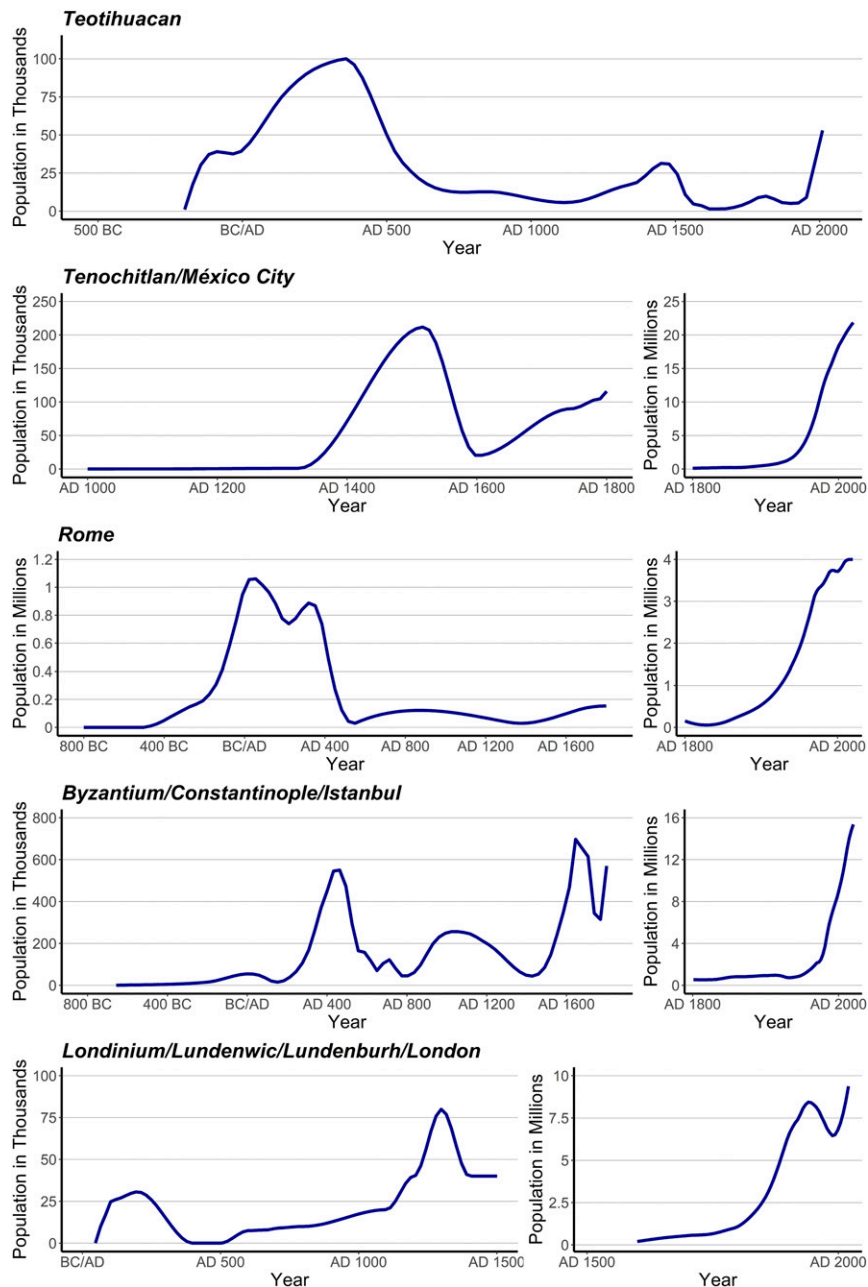 Teotihuacan
Population in Thousands
100
75
50
25
0
500 BC BC/AD AD 500 AD 1000 AD 1500 AD 2000
Year
Tenochitlan/México City
Population in Thousands
250
200
150
100
50
0
AD 1000 AD 1200 AD 1400 AD 1600 AD 1800
Year
Population in Millions
25
20
15
10
5
0
AD 1800 AD 2000
Year
Rome
Population in Millions
1.2
1
0.8
0.6
0.4
0.2
0
800 BC 400 BC BC/AD AD 400 AD 800 AD 1200 AD 1600
Year
Population in Millions
4
3
2
1
0
AD 1800 AD 2000
Year
Byzantium/Constantinople/Istanbul
Population in Thousands
800
600
400
200
0
800 BC 400 BC BC/AD AD 400 AD 800 AD 1200 AD 1600
Year
Population in Millions
16
12
8
4
0
AD 1800 AD 2000
Year
Londinium/Lundenwic/Lundenburh/London
Population in Thousands
100
75
50
25
0
BC/AD AD 500 AD 1000 AD 1500
Year
Population in Millions
10
7.5
5
2.5
0
AD 1500 AD 2000
Year